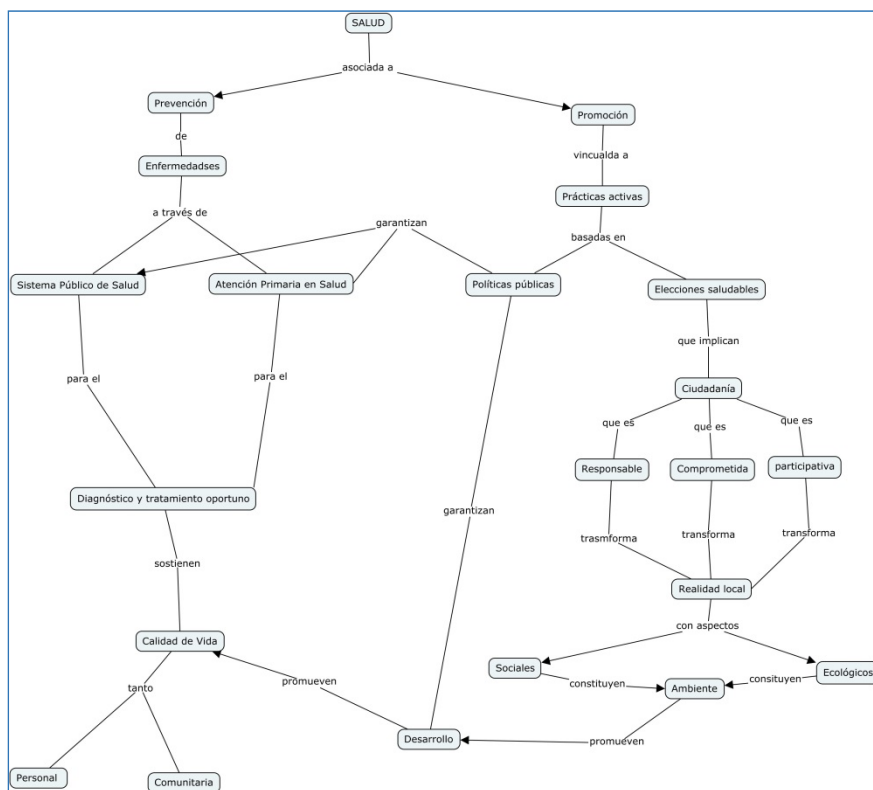 SALUD
asociada a
Prevención
Promoción
de
vincualda a
Enfermedadses
Prácticas activas
a través de
garantizan
basadas en
Sistema Público de Salud
Atención Primaria en Salud
Políticas públicas
Elecciones saludables
que implican
para el
para el
Ciudadanía
que es
que es
que es
Responsable
Comprometida
participativa
Diagnóstico y tratamiento oportuno
garantizan
trasmforma
transforma
transforma
sostienen
Realidad local
con aspectos
Calidad de Vida
Sociales
Ecológicos
promueven
constituyen
consituyen
tanto
Ambiente
Desarrollo
promueven
Personal
Comunitaria